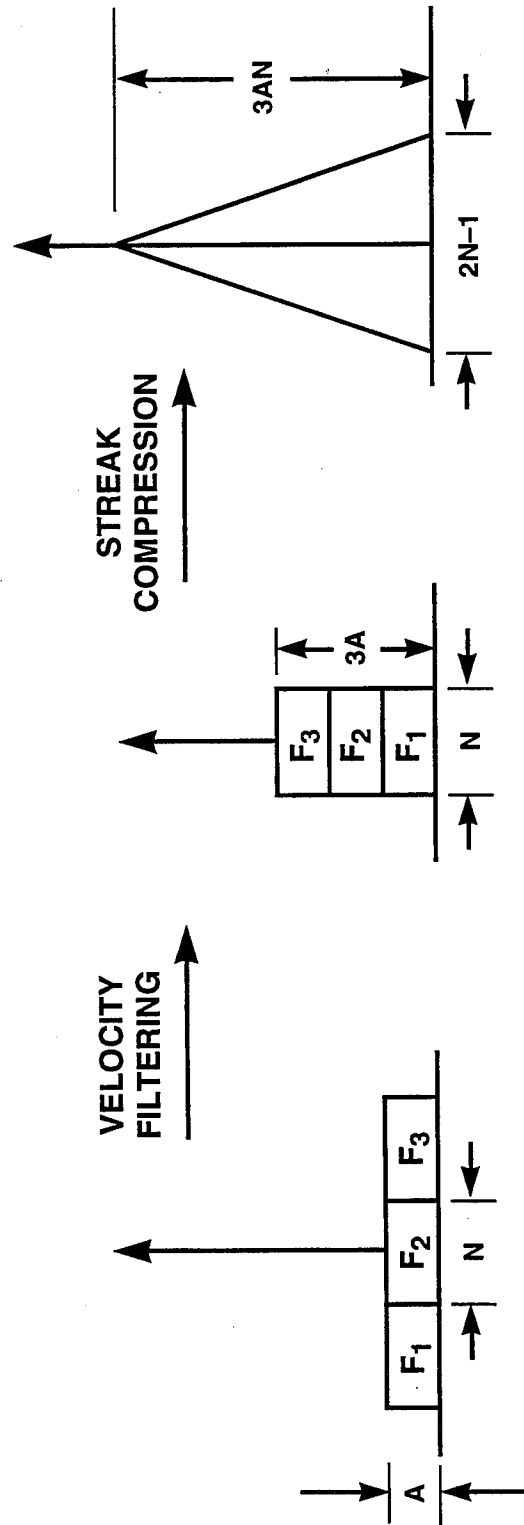 VELOCITY
FILTERING
STREAK
COMPRESSION
A
F1
F2
F3
N
F3
F2
F1
3A
N
3AN
2N–1